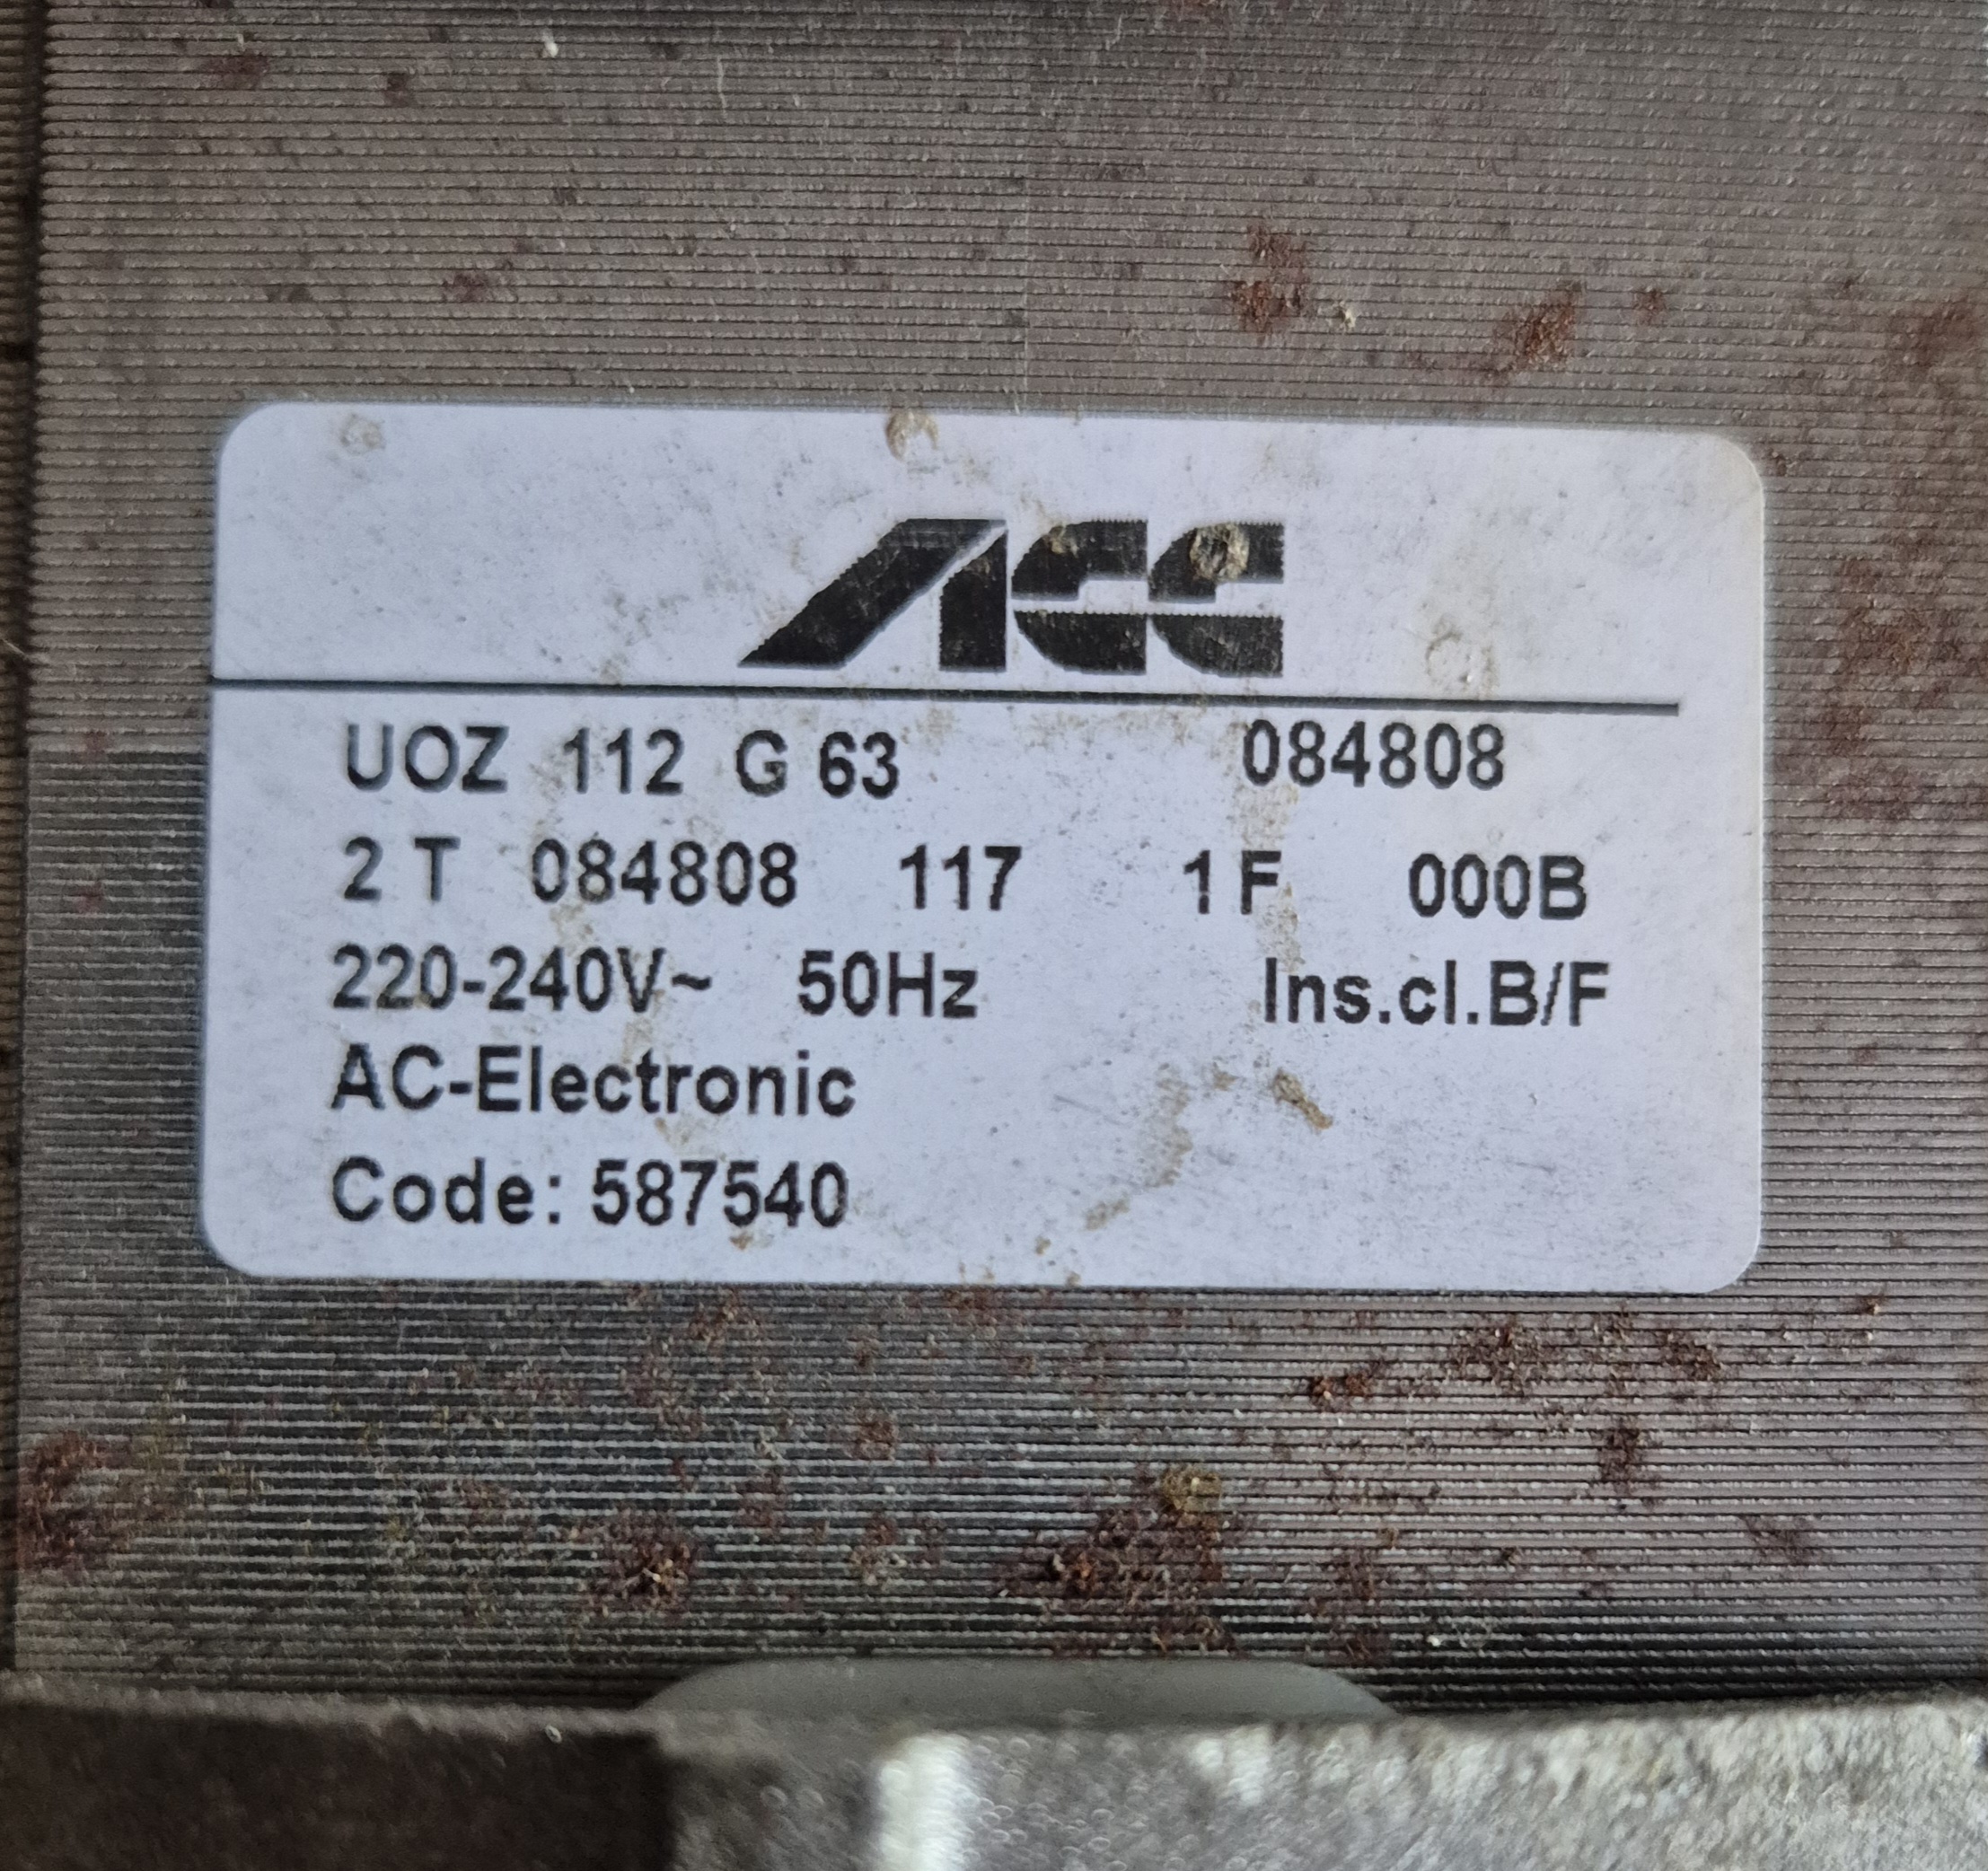 ACC
UOZ 112 G 63 084808
2 T 084808 117 1 F 000B
220-240V~ 50Hz Ins.cl.B/F
AC-Electronic
Code: 587540